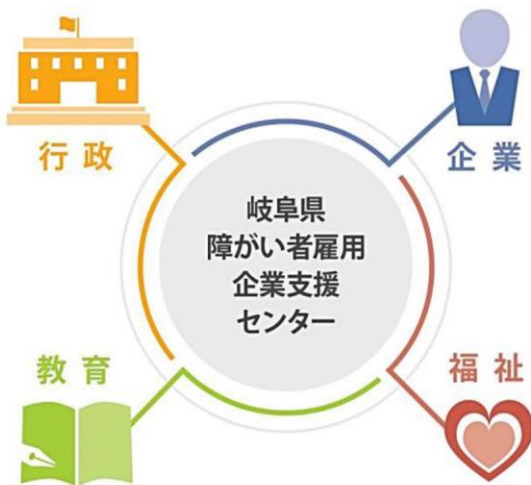 行政
企業
岐阜県
障がい者雇用
企業支援
センター
教育
福祉